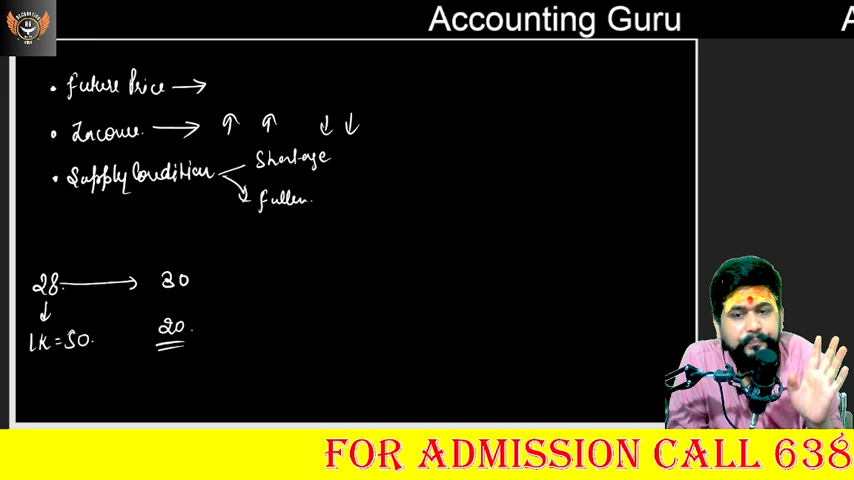 Accounting Guru
A
• Future Price →
• Income. → ↑ ↑ ↓ ↓
• Supply Condition
Shortage
fuller.
28. → 30
↓
1K = 50.
20.
FOR ADMISSION CALL 638